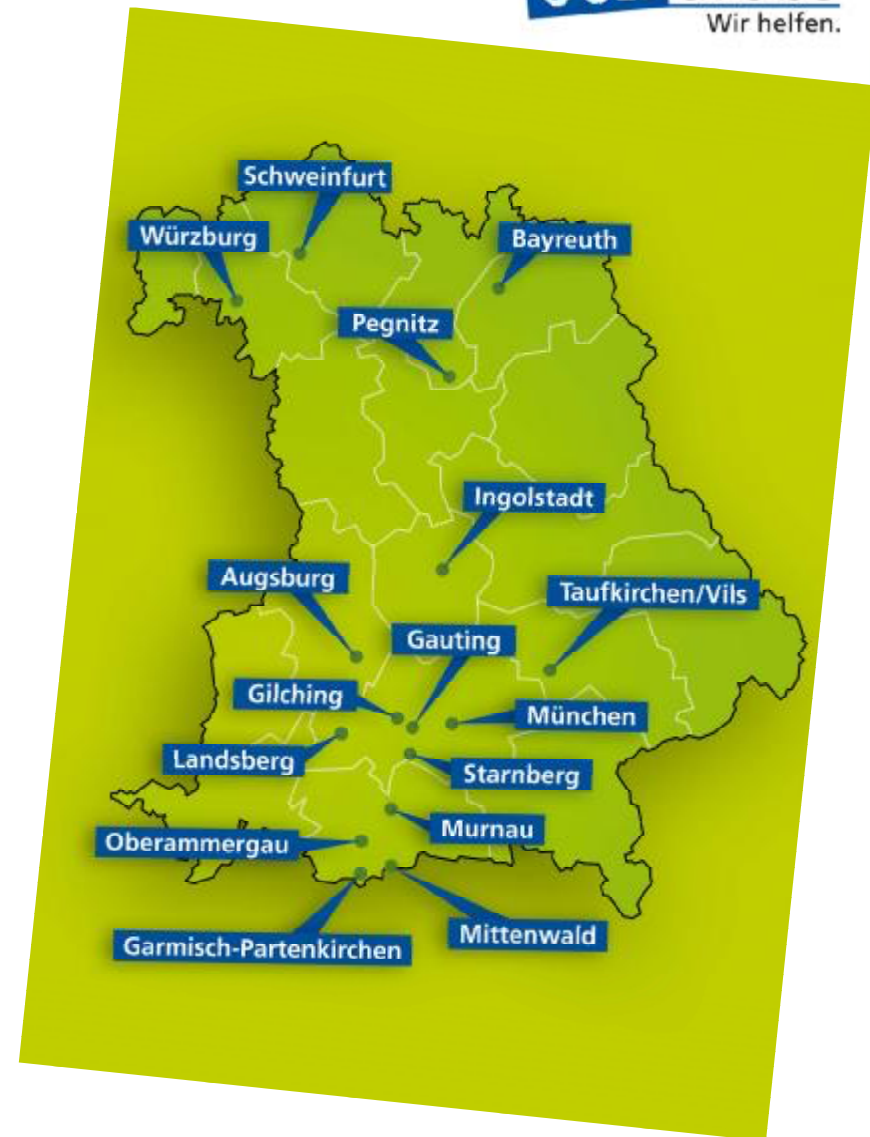 Wir helfen.
Schweinfurt
Würzburg
Bayreuth
Pegnitz
Ingolstadt
Augsburg
Taufkirchen/Vils
Gauting
Gilching
München
Landsberg
Starnberg
Murnau
Oberammergau
Mittenwald
Garmisch-Partenkirchen